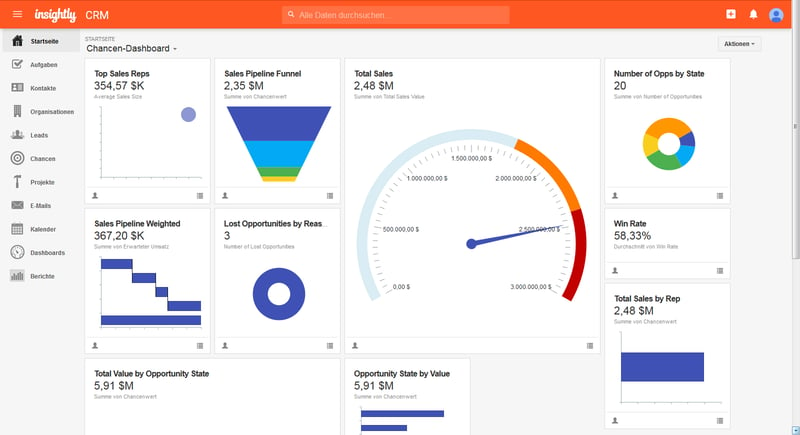 insightly CRM
Alle Daten durchsuchen...
Startseite
Aufgaben
Kontakte
Organisationen
Leads
Chancen
Projekte
E-Mails
Kalender
Dashboards
Berichte
STARTSEITE
Chancen-Dashboard
Aktionen
Top Sales Reps
354,57 $K
Average Sales Size
Sales Pipeline Funnel
2,35 $M
Summe von Chancenwert
Total Sales
2,48 $M
Summe von Total Sales Value
0,00 $
500.000,00 $
1.000.000,00 $
1.500.000,00 $
2.000.000,00 $
2.500.000,00 $
3.000.000,00 $
Number of Opps by State
20
Summe von Number of Opportunities
Sales Pipeline Weighted
367,20 $K
Summe von Erwarteter Umsatz
Lost Opportunities by Reas...
3
Number of Lost Opportunities
Win Rate
58,33%
Durchschnitt von Win Rate
Total Sales by Rep
2,48 $M
Summe von Chancenwert
Total Value by Opportunity State
5,91 $M
Summe von Chancenwert
Opportunity State by Value
5,91 $M
Summe von Chancenwert